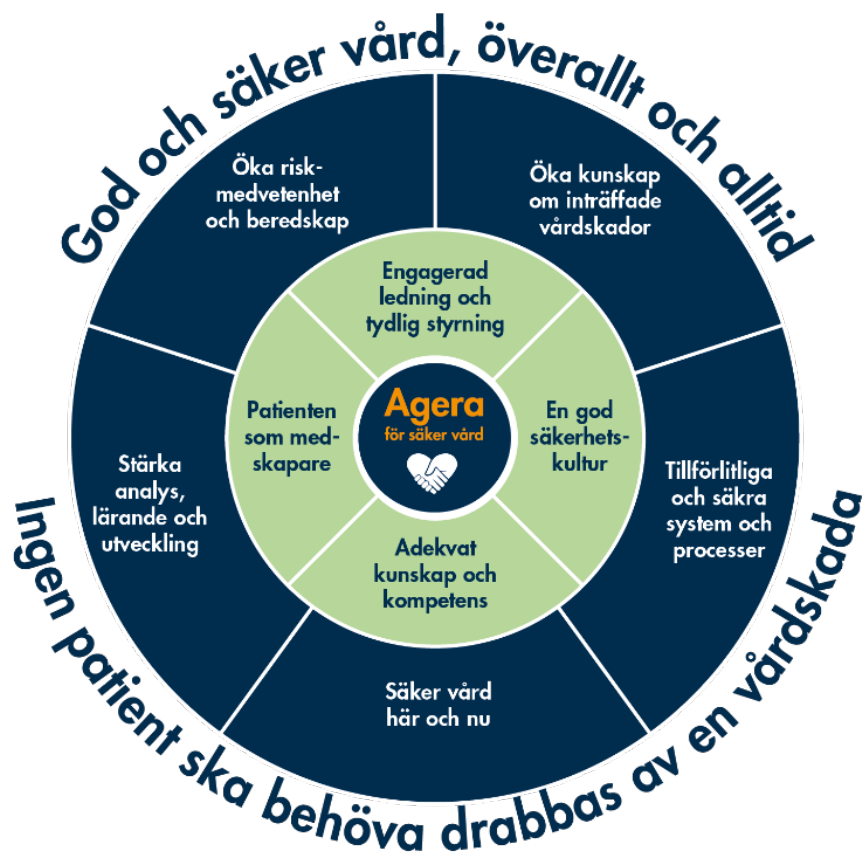 God och säker vård, överallt och alltid
Öka risk-
medvetenhet
och beredskap
Öka kunskap
om inträffade
vårdskador
Engagerad
ledning och
tydlig styrning
Patienten
som med-
skapare
Agera
för säker vård
En god
säkerhets-
kultur
Stärka
analys,
lärande och
utveckling
Tillförlitliga
och säkra
system och
processer
Adekvat
kunskap och
kompetens
Säker vård
här och nu
Ingen patient ska behöva drabbas av en vårdskada